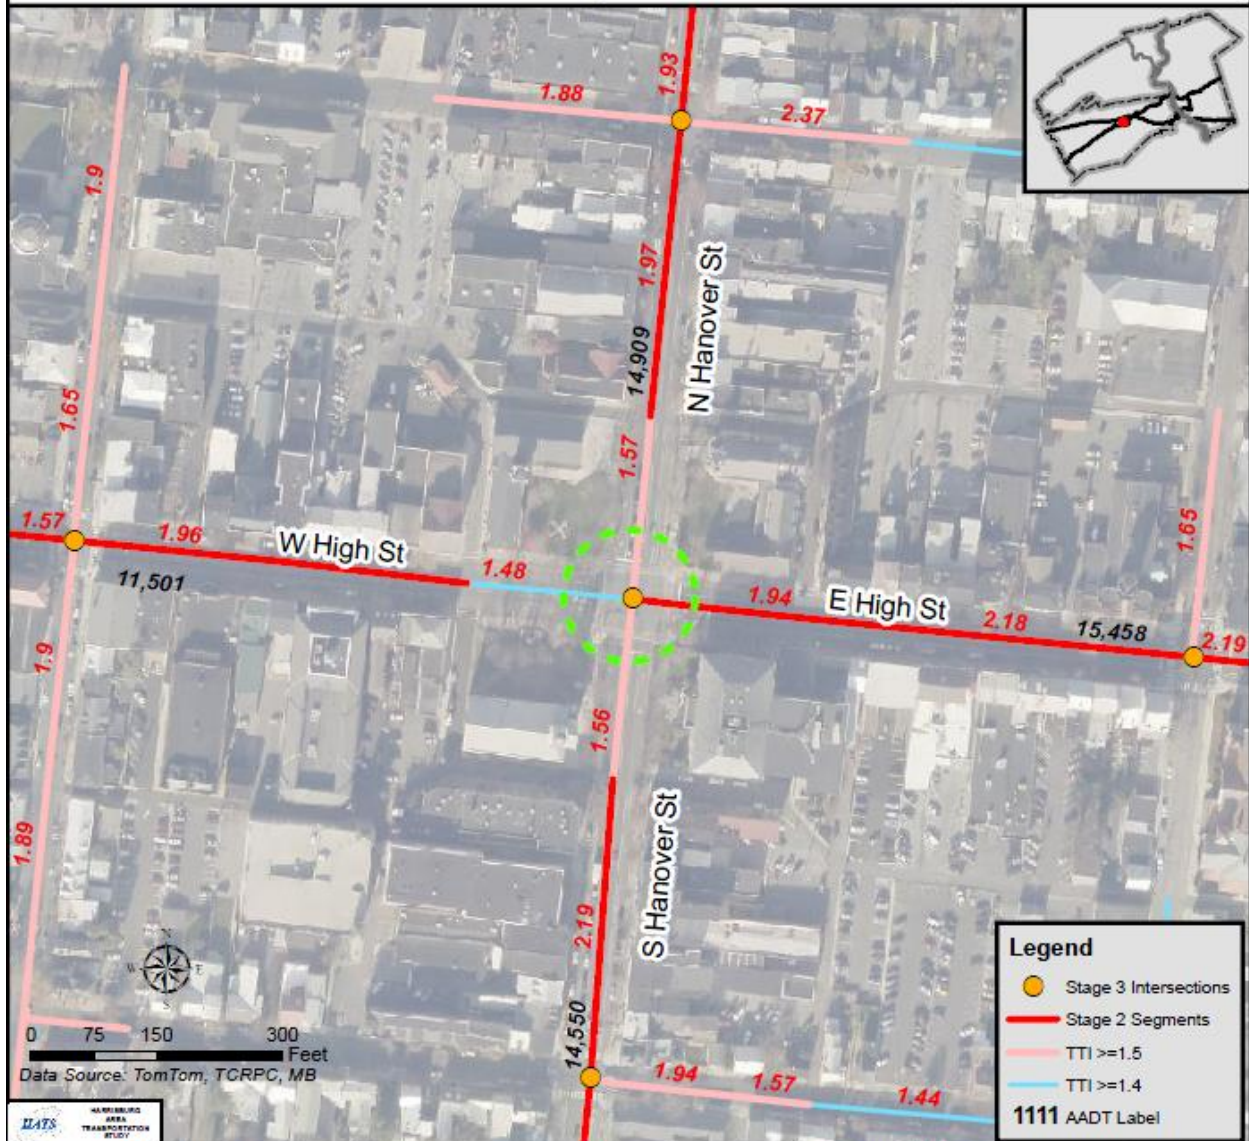 1.93
1.88
2.37
1.9
1.97
14,909
N Hanover St
1.65
1.57
1.65
1.57
1.96
W High St
11,501
1.48
1.94
E High St
2.18
15,458
2.19
1.9
1.56
1.89
S Hanover St
2.19
14,550
1.94
1.57
1.44
N
W
E
S
0 75 150 300
Feet
Data Source: TomTom, TCRPC, MB
HATS
HARRISBURG
AREA
TRANSPORTATION
STUDY
Legend
Stage 3 Intersections
Stage 2 Segments
TTI >=1.5
TTI >=1.4
1111 AADT Label